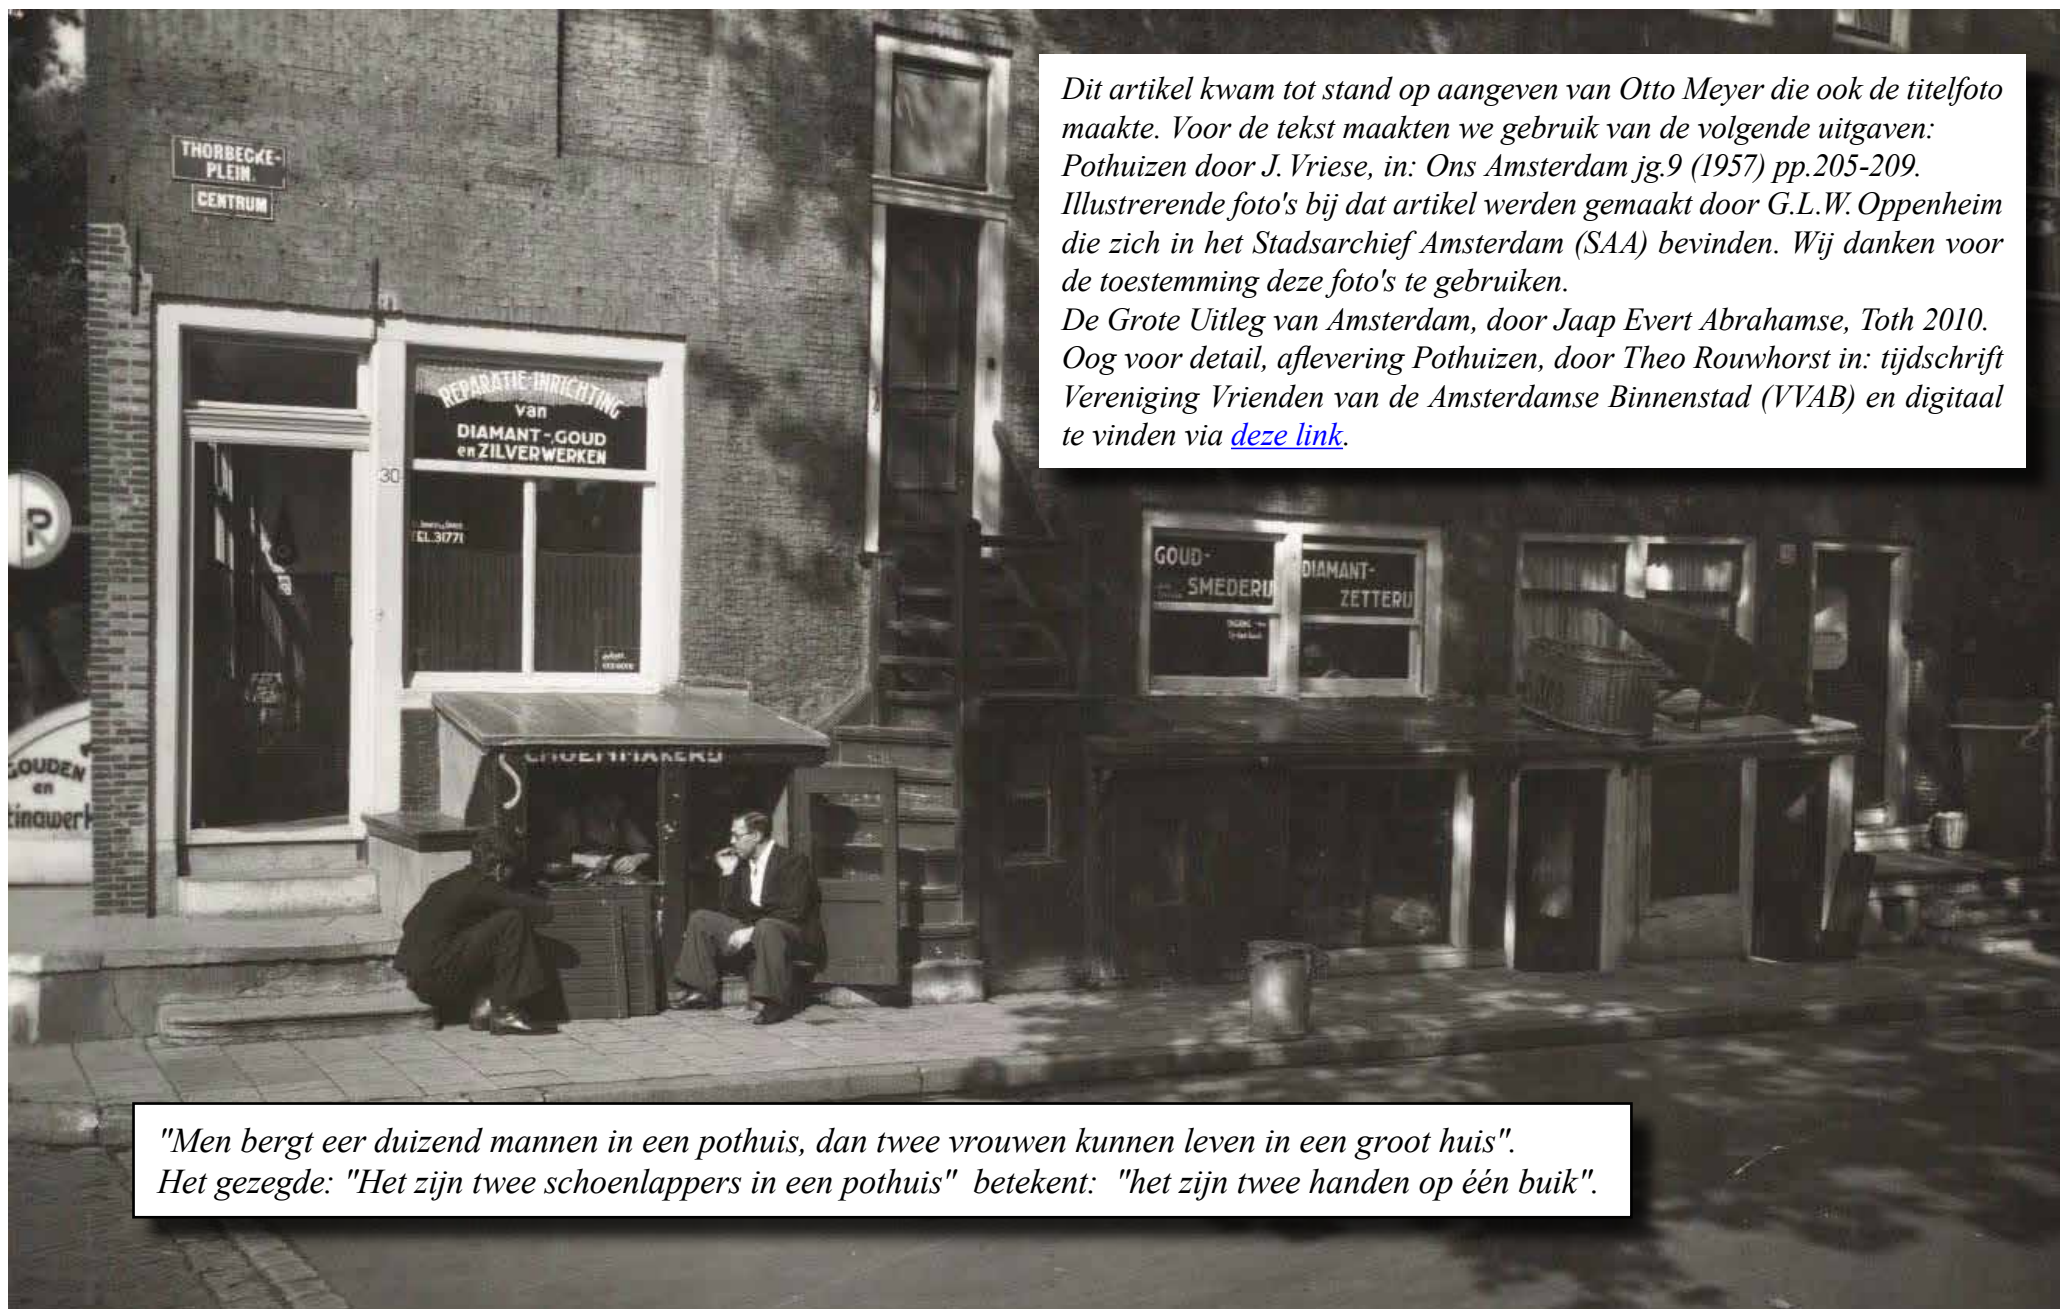 Dit artikel kwam tot stand op aangeven van Otto Meyer die ook de titelfoto
maakte. Voor de tekst maakten we gebruik van de volgende uitgaven:
Pothuizen door J. Vriese, in: Ons Amsterdam jg.9 (1957) pp.205-209.
Illustrerende foto's bij dat artikel werden gemaakt door G.L.W. Oppenheim
die zich in het Stadsarchief Amsterdam (SAA) bevinden. Wij danken voor
de toestemming deze foto's te gebruiken.
De Grote Uitleg van Amsterdam, door Jaap Evert Abrahamse, Toth 2010.
Oog voor detail, aflevering Pothuizen, door Theo Rouwhorst in: tijdschrift
Vereniging Vrienden van de Amsterdamse Binnenstad (VVAB) en digitaal
te vinden via deze link.
THORBECKE-
PLEIN.
CENTRUM
REPARATIE-INRICHTING
van
DIAMANT-, GOUD
en ZILVERWERKEN
30
TEL.31771
R
GOUD-
SMEDERIJ
DIAMANT-
ZETTERIJ
SCHOENMAKERIJ
GOUDEN
en
"Men bergt eer duizend mannen in een pothuis, dan twee vrouwen kunnen leven in een groot huis".
Het gezegde: "Het zijn twee schoenlappers in een pothuis" betekent: "het zijn twee handen op één buik".